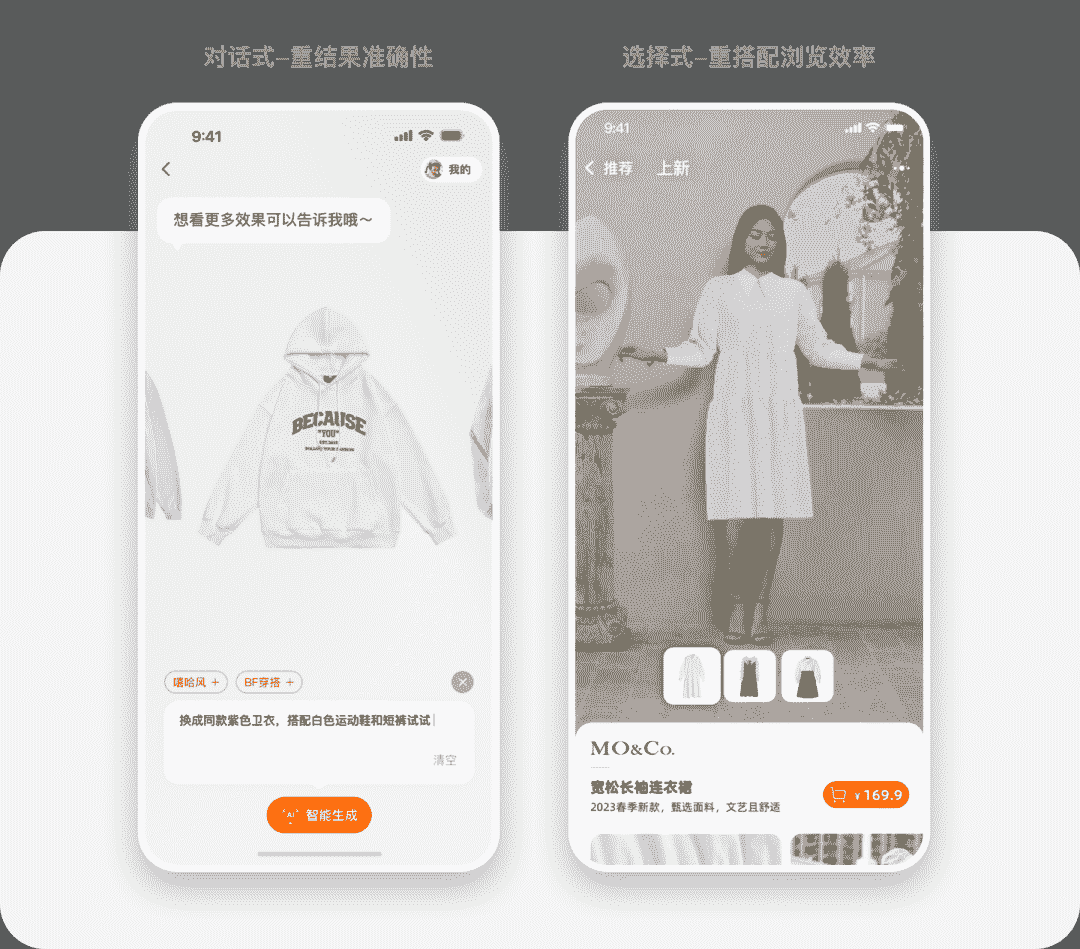 对话式-重结果准确性
选择式-重搭配浏览效率
9:41
我的
想看更多效果可以告诉我哦～
BECAUSE
"YOU"
嘻哈风 +
BF穿搭 +
换成同款紫色卫衣，搭配白色运动鞋和短裤试试
清空
AI 智能生成
9:41
推荐 上新
MO&Co.
宽松长袖连衣裙
2023春季新款，甄选面料，文艺且舒适
¥ 169.9